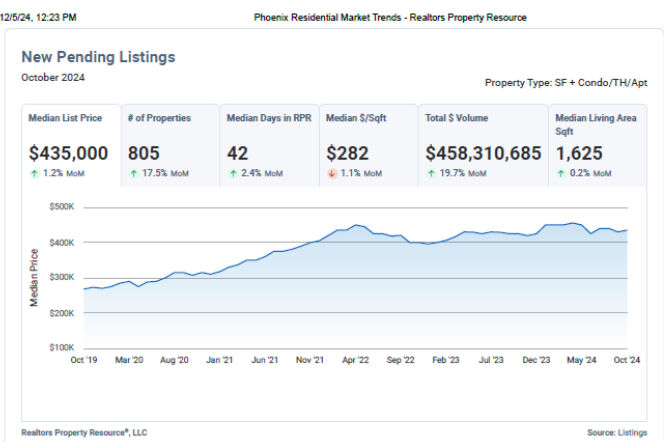 12/5/24, 12:23 PM Phoenix Residential Market Trends - Realtors Property Resource
New Pending Listings
October 2024
Property Type: SF + Condo/TH/Apt
Median List Price
$435,000
↑ 1.2% MoM
# of Properties
805
↑ 17.5% MoM
Median Days in RPR
42
↑ 2.4% MoM
Median $/Sqft
$282
↓ 1.1% MoM
Total $ Volume
$458,310,685
↑ 19.7% MoM
Median Living Area
Sqft
1,625
↑ 0.2% MoM
Median Price
$500K
$400K
$300K
$200K
$100K
Oct '19 Mar '20 Aug '20 Jan '21 Jun '21 Nov '21 Apr '22 Sep '22 Feb '23 Jul '23 Dec '23 May '24 Oct '24
Realtors Property Resource®, LLC Source: Listings